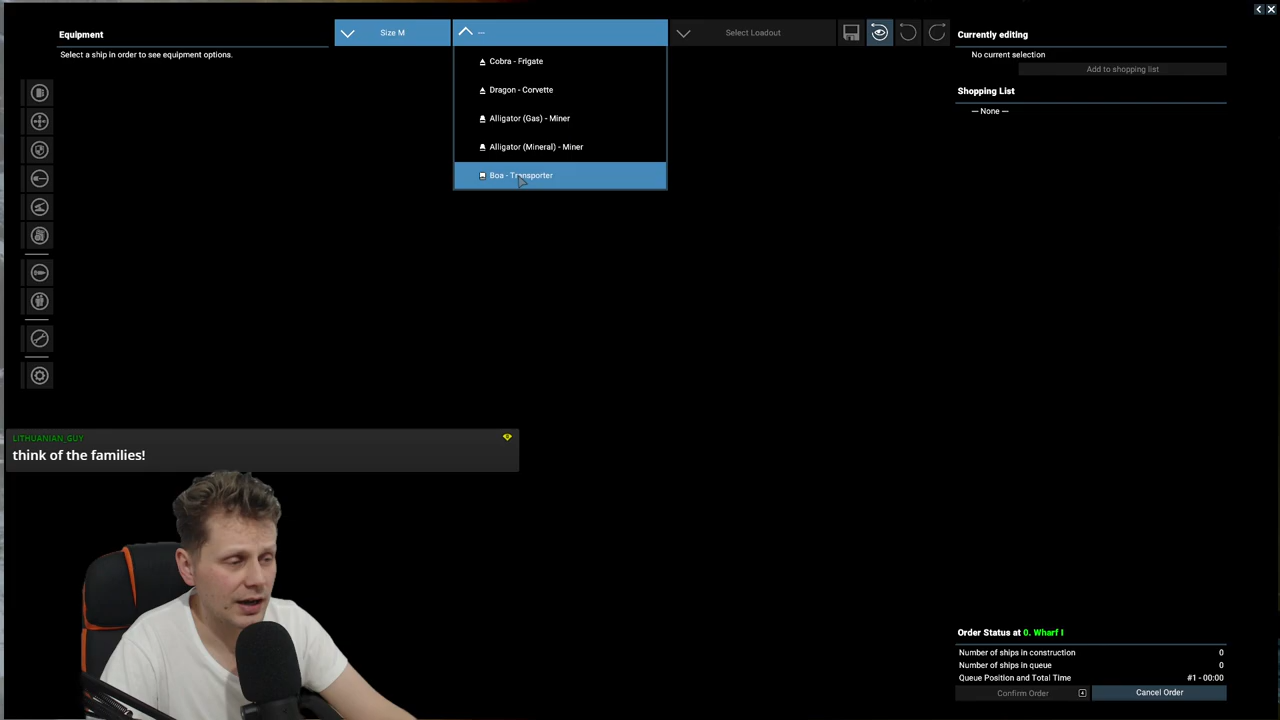 Equipment
Select a ship in order to see equipment options.
Size M
--
Cobra - Frigate
Dragon - Corvette
Alligator (Gas) - Miner
Alligator (Mineral) - Miner
Boa - Transporter
Select Loadout
Currently editing
No current selection
Add to shopping list
Shopping List
— None —
LITHUANIAN_GUY
think of the families!
Order Status at 0. Wharf I
Number of ships in construction 0
Number of ships in queue 0
Queue Position and Total Time #1 - 00:00
Confirm Order
Cancel Order